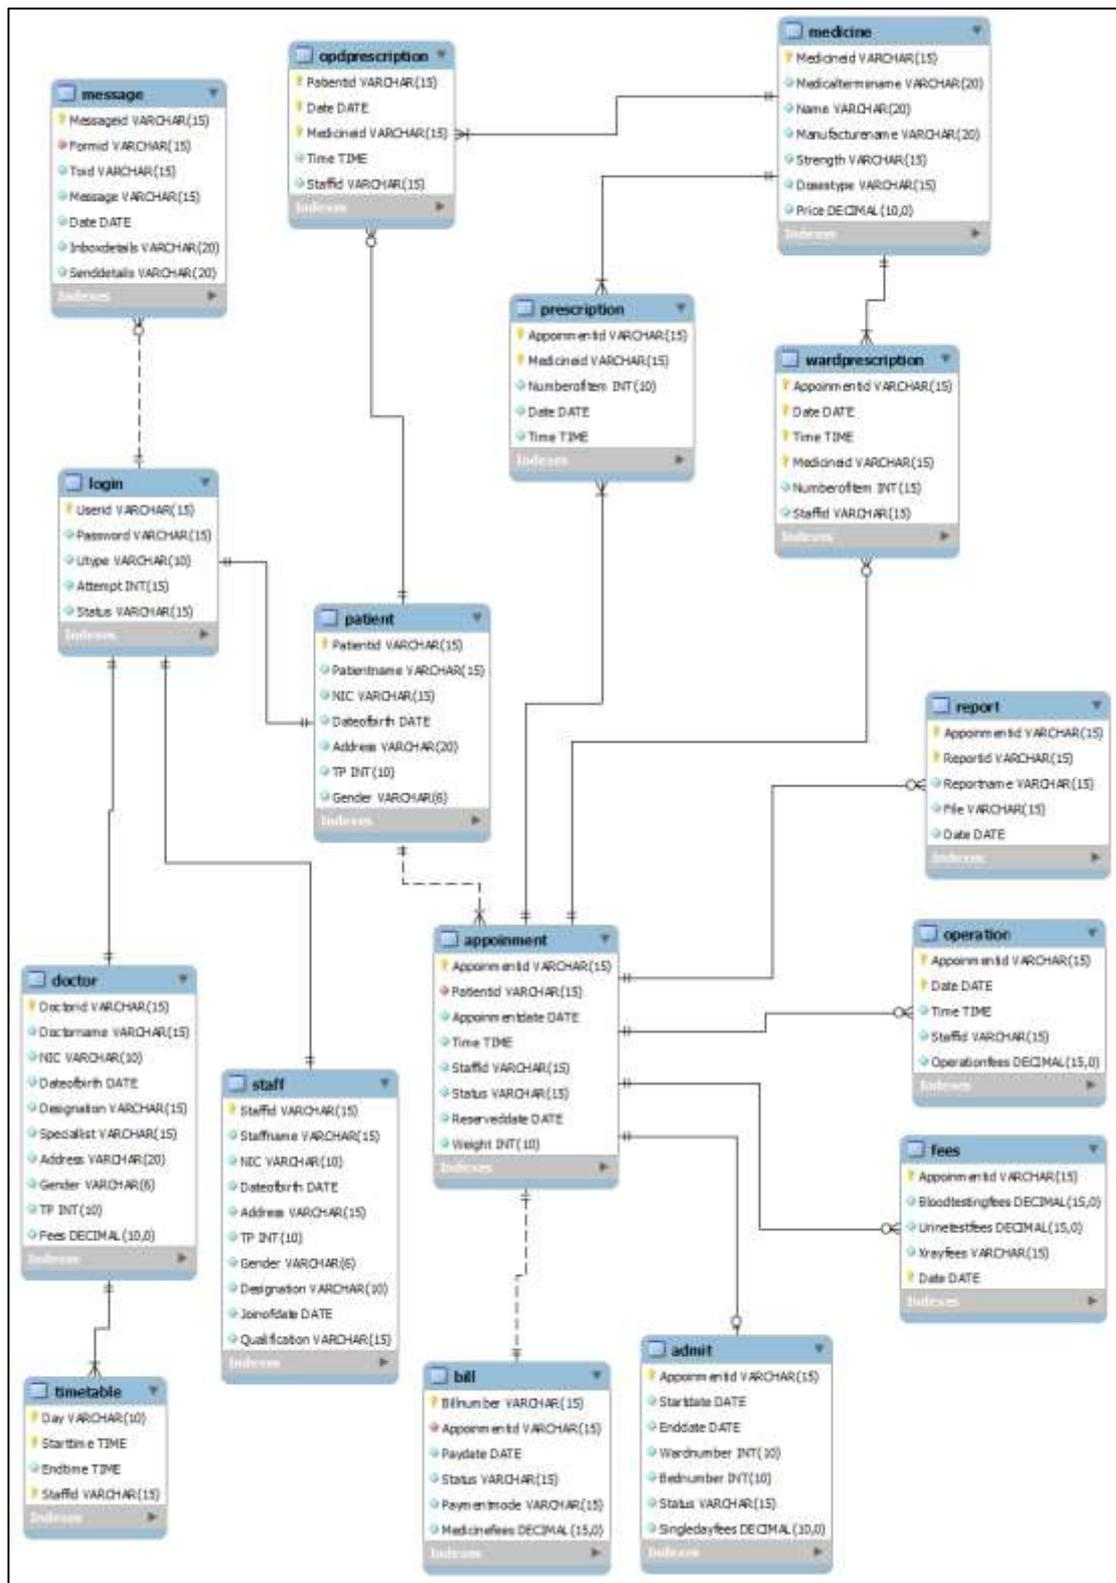 message
Messageid VARCHAR(15)
Formid VARCHAR(15)
Toid VARCHAR(15)
Message VARCHAR(15)
Date DATE
Inboxdetails VARCHAR(20)
Senddetails VARCHAR(20)
Indexes
opdprescription
Patientid VARCHAR(15)
Date DATE
Medicineid VARCHAR(15)
Time TIME
Staffid VARCHAR(15)
Indexes
medicine
Medicineid VARCHAR(15)
Medicaltermsname VARCHAR(20)
Name VARCHAR(20)
Manufacturename VARCHAR(20)
Strength VARCHAR(15)
Dosestype VARCHAR(15)
Price DECIMAL(10,0)
Indexes
prescription
Appoinmentid VARCHAR(15)
Medicineid VARCHAR(15)
Numberofitem INT(10)
Date DATE
Time TIME
Indexes
wardprescription
Appoinmentid VARCHAR(15)
Date DATE
Time TIME
Medicineid VARCHAR(15)
Numberofitem INT(15)
Staffid VARCHAR(15)
Indexes
login
Userid VARCHAR(15)
Password VARCHAR(15)
Utype VARCHAR(10)
Attempt INT(15)
Status VARCHAR(15)
Indexes
patient
Patientid VARCHAR(15)
Patientname VARCHAR(15)
NIC VARCHAR(15)
Dateofbirth DATE
Address VARCHAR(20)
TP INT(10)
Gender VARCHAR(6)
Indexes
report
Appoinmentid VARCHAR(15)
Reportid VARCHAR(15)
Reportname VARCHAR(15)
File VARCHAR(15)
Date DATE
Indexes
appoinment
Appoinmentid VARCHAR(15)
Patientid VARCHAR(15)
Appoinmentdate DATE
Time TIME
Staffid VARCHAR(15)
Status VARCHAR(15)
Reserveddate DATE
Weight INT(10)
Indexes
operation
Appoinmentid VARCHAR(15)
Date DATE
Time TIME
Staffid VARCHAR(15)
Operationfees DECIMAL(15,0)
Indexes
doctor
Doctorid VARCHAR(15)
Doctorname VARCHAR(15)
NIC VARCHAR(10)
Dateofbirth DATE
Designation VARCHAR(15)
Speciallist VARCHAR(15)
Address VARCHAR(20)
Gender VARCHAR(6)
TP INT(10)
Fees DECIMAL(10,0)
Indexes
staff
Staffid VARCHAR(15)
Staffname VARCHAR(15)
NIC VARCHAR(10)
Dateofbirth DATE
Address VARCHAR(15)
TP INT(10)
Gender VARCHAR(6)
Designation VARCHAR(10)
Joinofdate DATE
Qualification VARCHAR(15)
Indexes
fees
Appoinmentid VARCHAR(15)
Bloodtestingfees DECIMAL(15,0)
Urinetestfees DECIMAL(15,0)
Xrayfees VARCHAR(15)
Date DATE
Indexes
timetable
Day VARCHAR(10)
Starttime TIME
Endtime TIME
Staffid VARCHAR(15)
Indexes
bill
Billnumber VARCHAR(15)
Appoinmentid VARCHAR(15)
Paydate DATE
Status VARCHAR(15)
Paymentmode VARCHAR(15)
Medicinefees DECIMAL(15,0)
Indexes
admit
Appoinmentid VARCHAR(15)
Startdate DATE
Enddate DATE
Wardnumber INT(10)
Bednumber INT(10)
Status VARCHAR(15)
Singledayfees DECIMAL(10,0)
Indexes